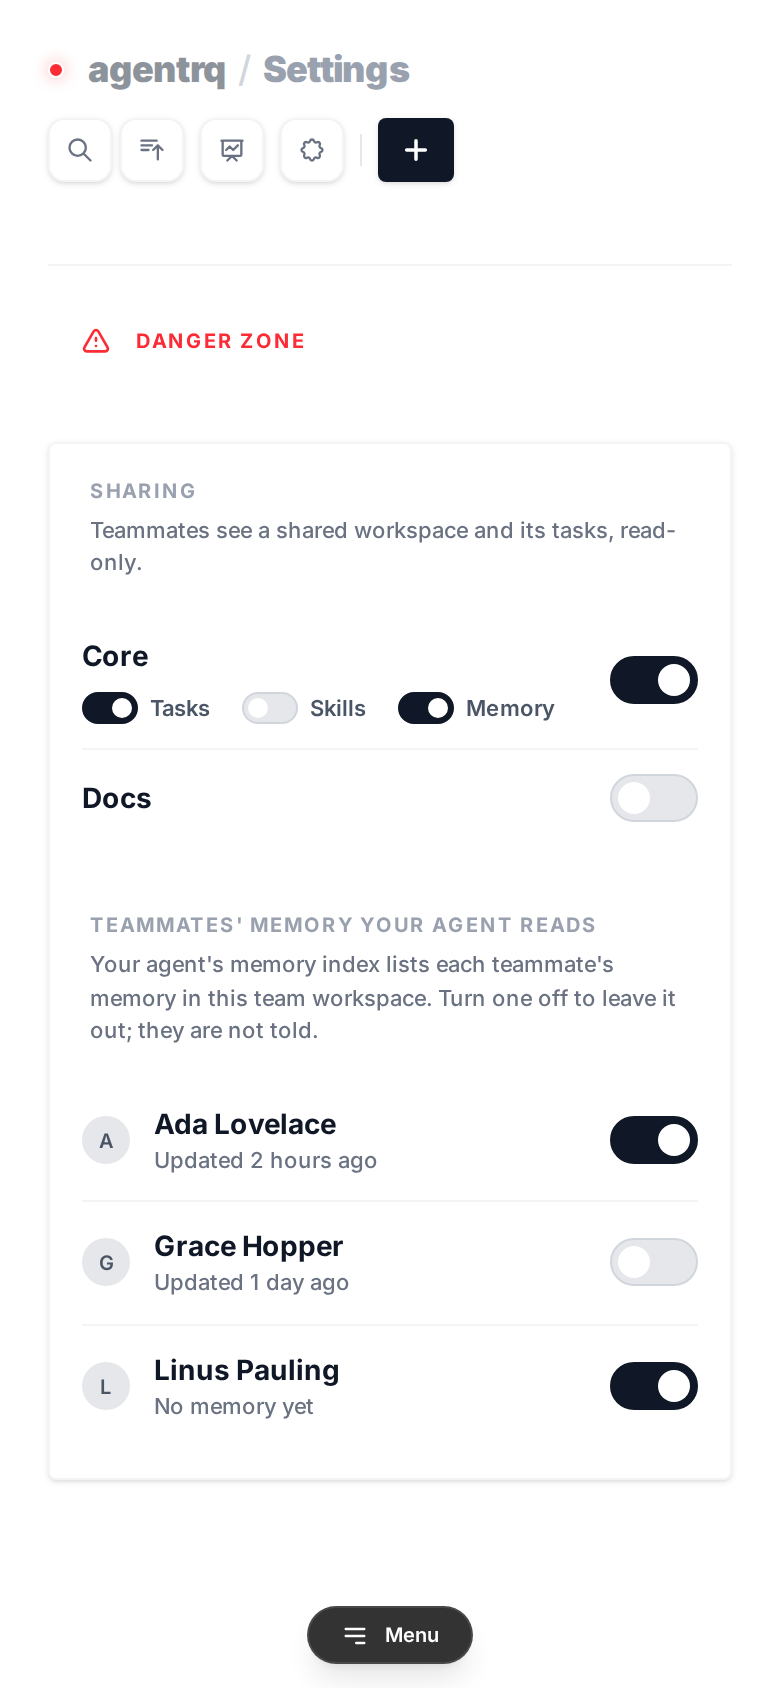 agentrq / Settings
DANGER ZONE
SHARING
Teammates see a shared workspace and its tasks, read-
only.
Core
Tasks Skills Memory
Docs
TEAMMATES' MEMORY YOUR AGENT READS
Your agent's memory index lists each teammate's
memory in this team workspace. Turn one off to leave it
out; they are not told.
A Ada Lovelace
Updated 2 hours ago
G Grace Hopper
Updated 1 day ago
L Linus Pauling
No memory yet
Menu